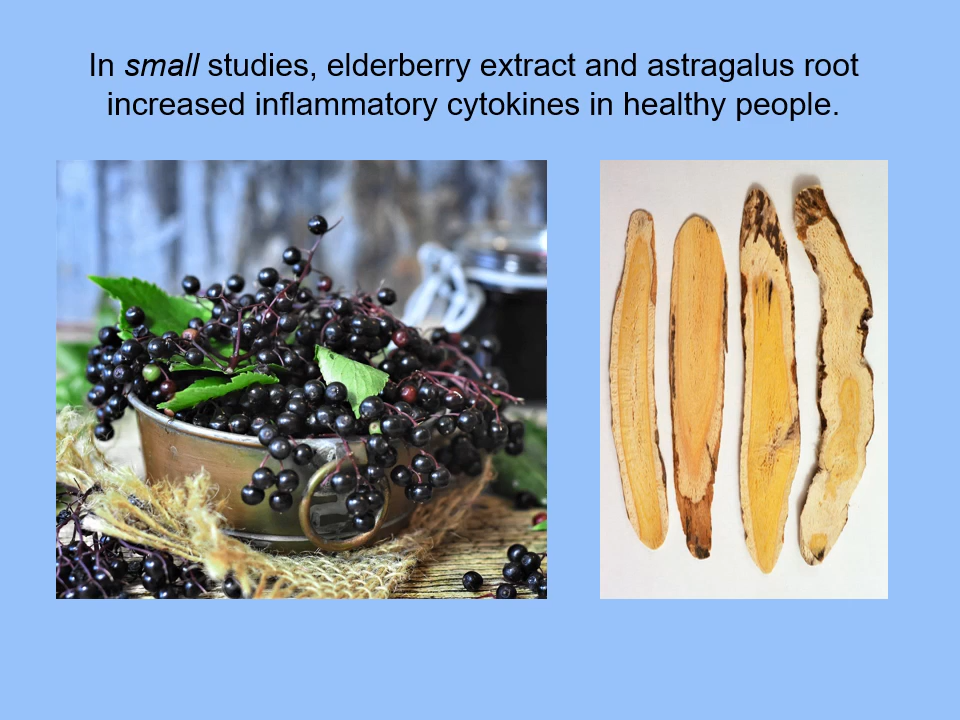 In small studies, elderberry extract and astragalus root
increased inflammatory cytokines in healthy people.